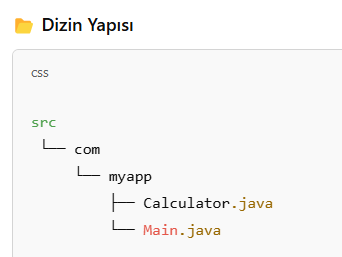 Dizin Yapısı
css
src
└── com
└── myapp
├── Calculator.java
└── Main.java